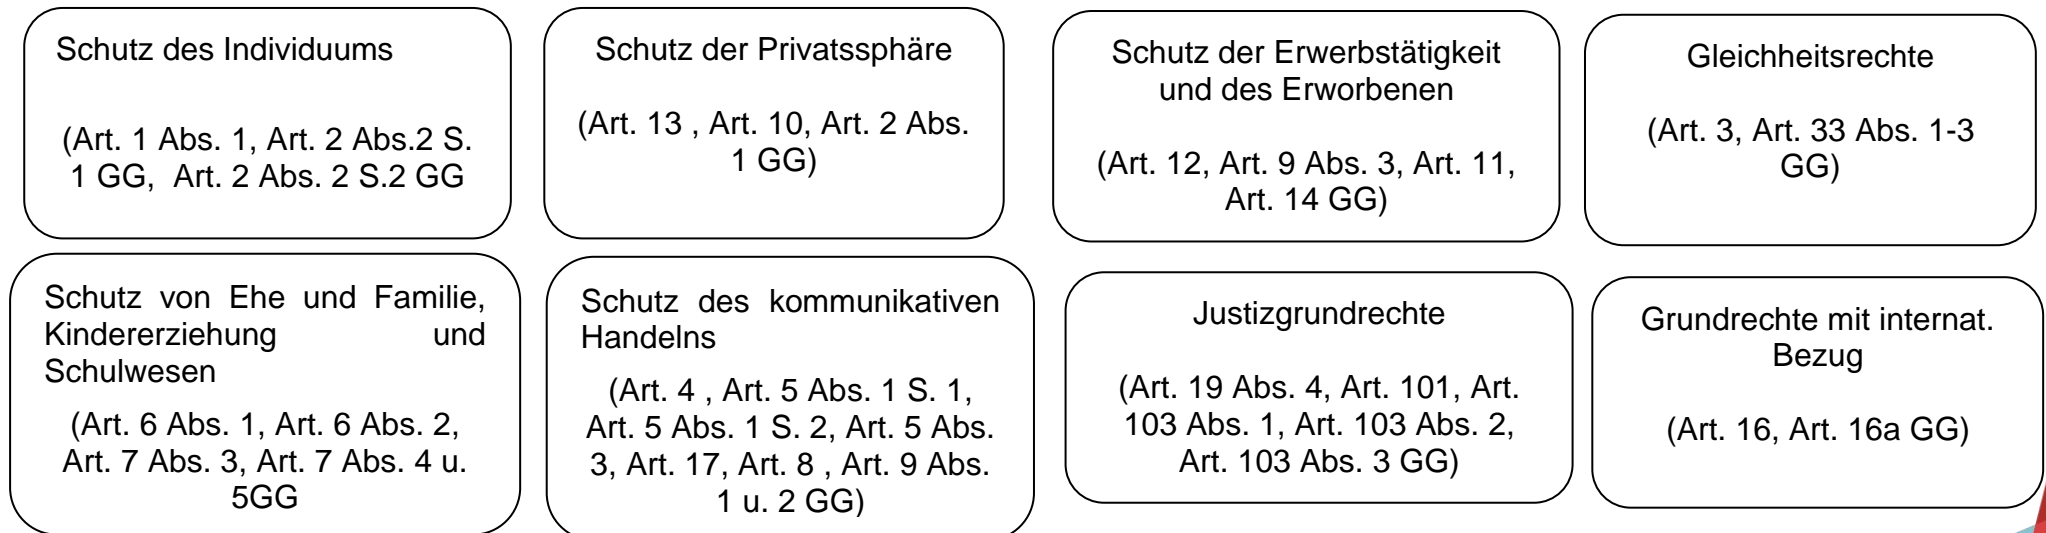 Schutz des Individuums
(Art. 1 Abs. 1, Art. 2 Abs.2 S.
1 GG, Art. 2 Abs. 2 S.2 GG
Schutz der Privatssphäre
(Art. 13 , Art. 10, Art. 2 Abs.
1 GG)
Schutz der Erwerbstätigkeit
und des Erworbenen
(Art. 12, Art. 9 Abs. 3, Art. 11,
Art. 14 GG)
Gleichheitsrechte
(Art. 3, Art. 33 Abs. 1-3
GG)
Schutz von Ehe und Familie,
Kindererziehung und
Schulwesen
(Art. 6 Abs. 1, Art. 6 Abs. 2,
Art. 7 Abs. 3, Art. 7 Abs. 4 u.
5GG
Schutz des kommunikativen
Handelns
(Art. 4 , Art. 5 Abs. 1 S. 1,
Art. 5 Abs. 1 S. 2, Art. 5 Abs.
3, Art. 17, Art. 8 , Art. 9 Abs.
1 u. 2 GG)
Justizgrundrechte
(Art. 19 Abs. 4, Art. 101, Art.
103 Abs. 1, Art. 103 Abs. 2,
Art. 103 Abs. 3 GG)
Grundrechte mit internat.
Bezug
(Art. 16, Art. 16a GG)